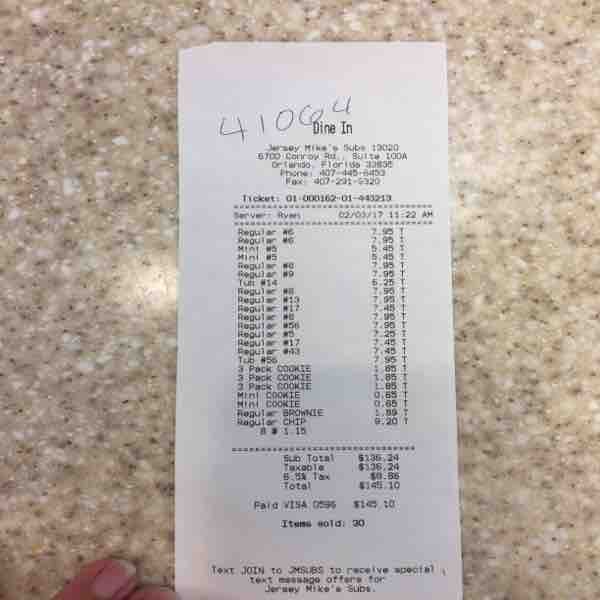 41064
Dine In
Jersey Mike's Subs 13020
6700 Conroy Rd., Suite 100A
Orlando, Florida 32835
Phone: 407-445-6453
Fax: 407-291-5320
Ticket: 01-000162-01-443213
Server: Ryan 02/03/17 11:22 AM
Regular #6 7.95 T
Regular #6 7.95 T
Mini #5 5.45 T
Mini #5 5.45 T
Regular #8 7.95 T
Regular #9 7.95 T
Tub #14 6.25 T
Regular #8 7.95 T
Regular #13 7.95 T
Regular #17 7.45 T
Regular #8 7.95 T
Regular #56 7.95 T
Regular #5 7.25 T
Regular #17 7.45 T
Regular #43 7.45 T
Tub #56 7.95 T
3 Pack COOKIE 1.85 T
3 Pack COOKIE 1.85 T
3 Pack COOKIE 1.85 T
Mini COOKIE 0.65 T
Mini COOKIE 0.65 T
Regular BROWNIE 1.89 T
Regular CHIP 9.20 T
8 @ 1.15
Sub Total $136.24
Taxable $136.24
6.5% Tax $8.86
Total $145.10
Paid VISA 0596 $145.10
Items sold: 30
Text JOIN to JMSUBS to receive special
text message offers for
Jersey Mike's Subs.